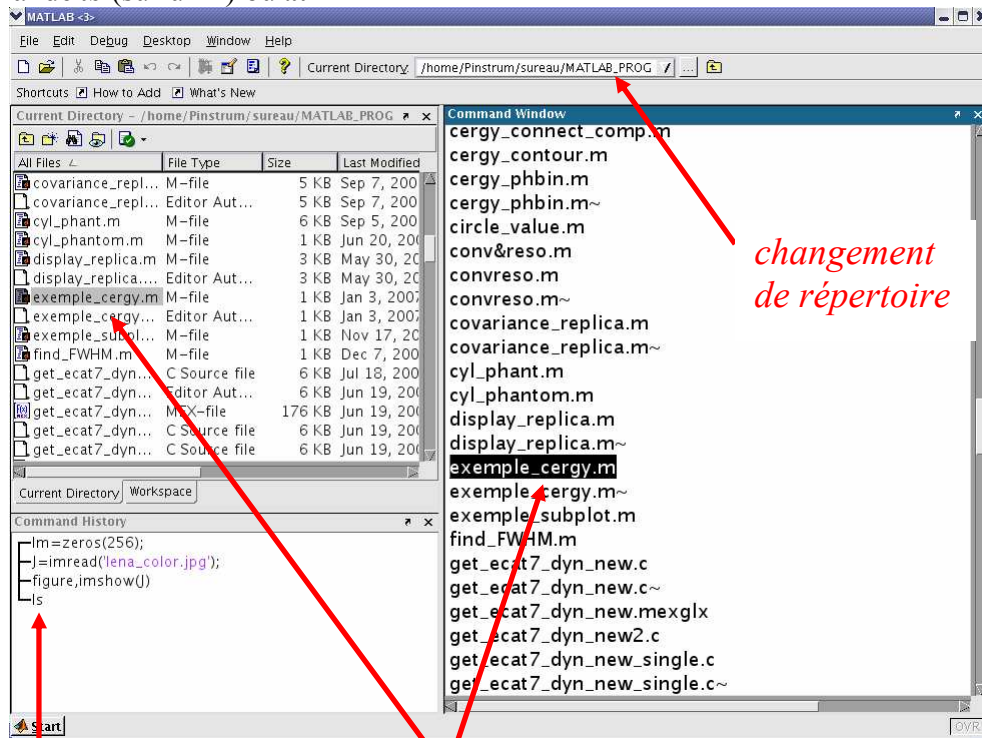 MATLAB <3>
File Edit Debug Desktop Window Help
Current Directory: /home/Pinstrum/sureau/MATLAB_PROG ...
Shortcuts How to Add What's New
Current Directory - /home/Pinstrum/sureau/MATLAB_PROG
All Files File Type Size Last Modified
covariance_repl... M-file 5 KB Sep 7, 200
covariance_repl... Editor Aut... 5 KB Sep 7, 200
cyl_phant.m M-file 6 KB Sep 5, 200
cyl_phantom.m M-file 1 KB Jun 20, 200
display_replica.m M-file 3 KB May 30, 20
display_replica.... Editor Aut... 3 KB May 30, 20
exemple_cergy.m M-file 1 KB Jan 3, 2007
exemple_cergy... Editor Aut... 1 KB Jan 3, 2007
exemple_subpl... M-file 1 KB Nov 17, 20
find_FWHM.m M-file 1 KB Dec 7, 200
get_ecat7_dyn... C Source file 6 KB Jul 18, 200
get_ecat7_dyn... Editor Aut... 6 KB Jun 19, 200
get_ecat7_dyn... MEX-file 176 KB Jun 19, 200
get_ecat7_dyn... C Source file 6 KB Jun 19, 200
get_ecat7_dyn... C Source file 6 KB Jun 19, 200
Current Directory Workspace
Command History
Im=zeros(256);
J=imread('lena_color.jpg');
figure,imshow(J)
ls
Command Window
cergy_connect_comp.m
cergy_contour.m
cergy_phbin.m
cergy_phbin.m~
circle_value.m
conv&reso.m
convreso.m
convreso.m~
covariance_replica.m
covariance_replica.m~
cyl_phant.m
cyl_phantom.m
display_replica.m
display_replica.m~
exemple_cergy.m
exemple_cergy.m~
exemple_subplot.m
find_FWHM.m
get_ecat7_dyn_new.c
get_ecat7_dyn_new.c~
get_ecat7_dyn_new.mexglx
get_ecat7_dyn_new2.c
get_ecat7_dyn_new_single.c
get_ecat7_dyn_new_single.c~
changement
de répertoire
Start
OVR